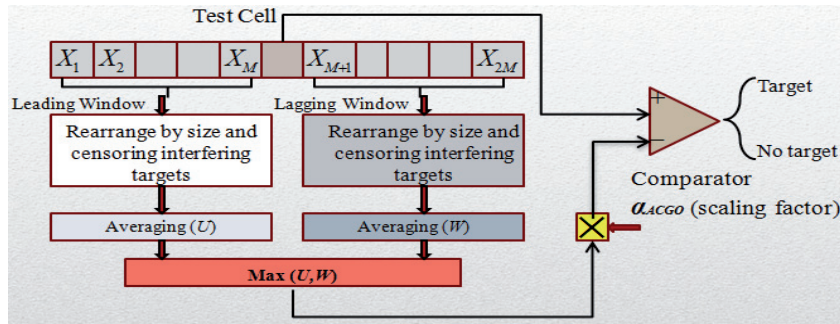 Test Cell
X1 X2 XM XM+1 X2M
Leading Window
Lagging Window
Rearrange by size and
censoring interfering
targets
Rearrange by size and
censoring interfering
targets
Averaging (U)
Averaging (W)
Max (U,W)
+
−
Target
No target
Comparator
αACGO (scaling factor)